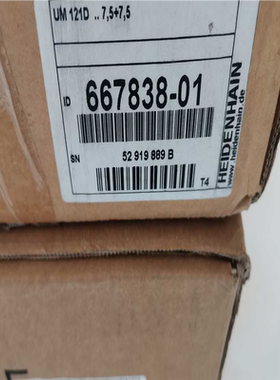 UM 121D .. 7,5+7,5
ID 667838-01
SN 52 919 889 B
T4
HEIDENHAIN
www.heidenhain.de